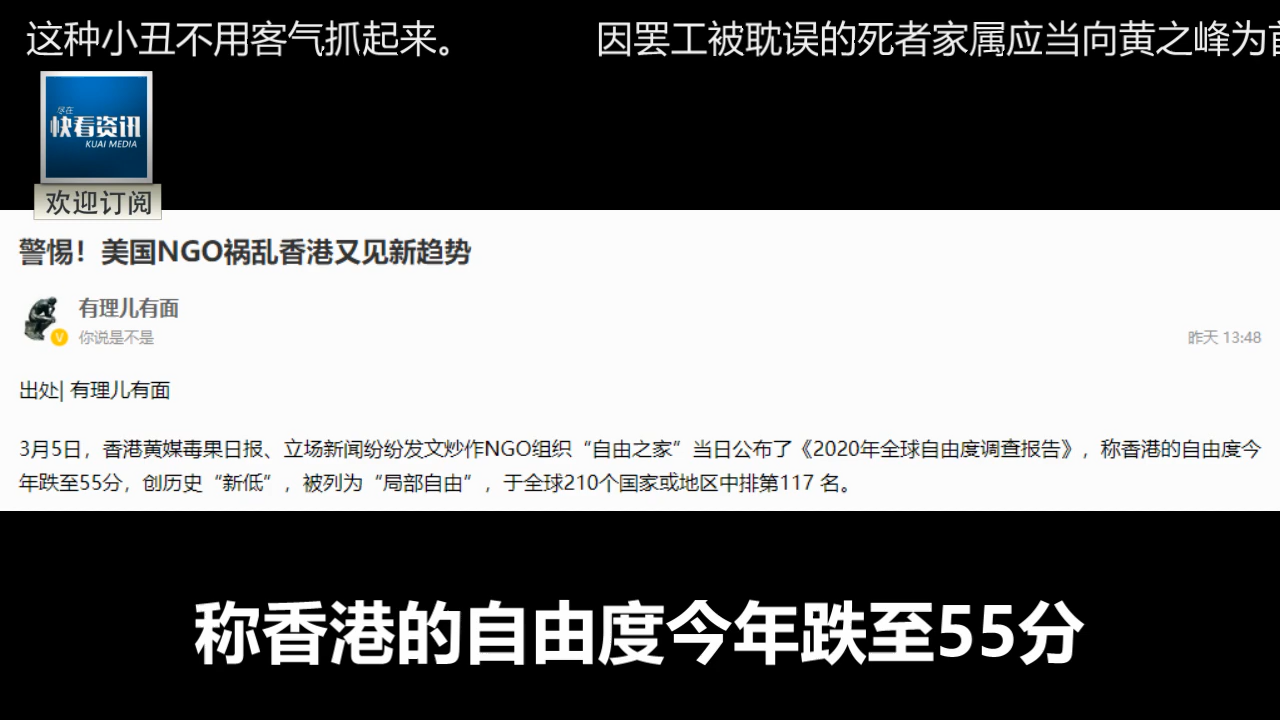 这种小丑不用客气抓起来。 因罢工被耽误的死者家属应当向黄之峰为首
尽在
快看资讯
KUAI MEDIA
欢迎订阅
警惕！美国NGO祸乱香港又见新趋势
有理儿有面
V
你说是不是
昨天 13:48
出处| 有理儿有面
3月5日，香港黄媒毒果日报、立场新闻纷纷发文炒作NGO组织“自由之家”当日公布了《2020年全球自由度调查报告》，称香港的自由度今
年跌至55分，创历史“新低”，被列为“局部自由”，于全球210个国家或地区中排第117 名。
称香港的自由度今年跌至55分